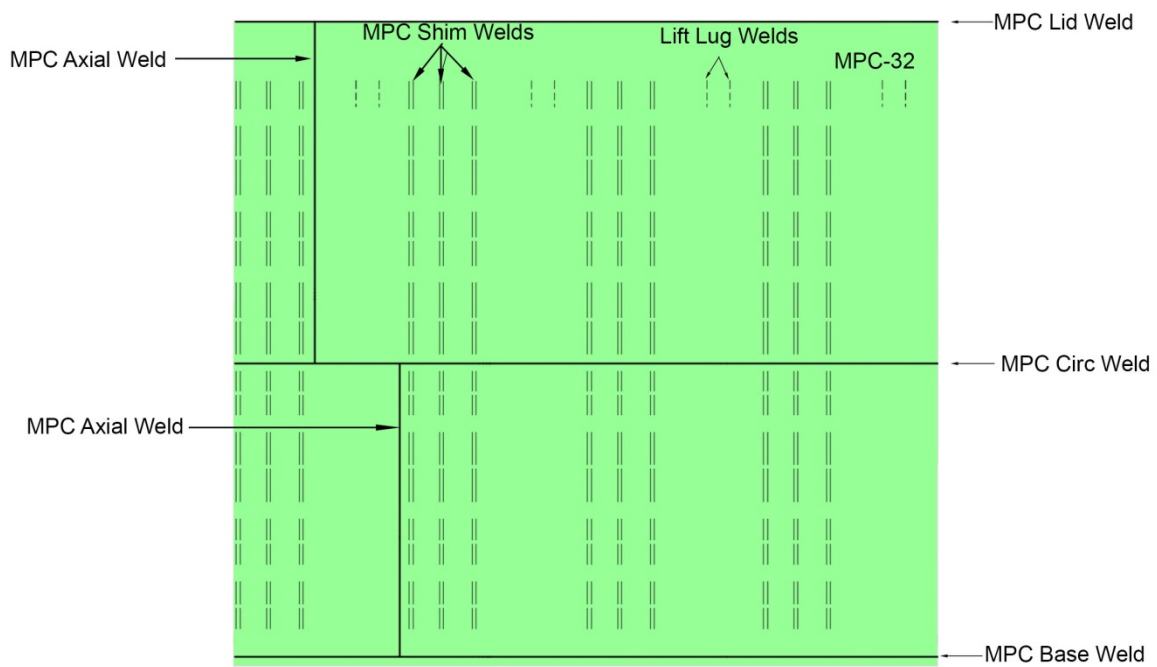 MPC Lid Weld
MPC Shim Welds
Lift Lug Welds
MPC Axial Weld
MPC-32
MPC Circ Weld
MPC Axial Weld
MPC Base Weld